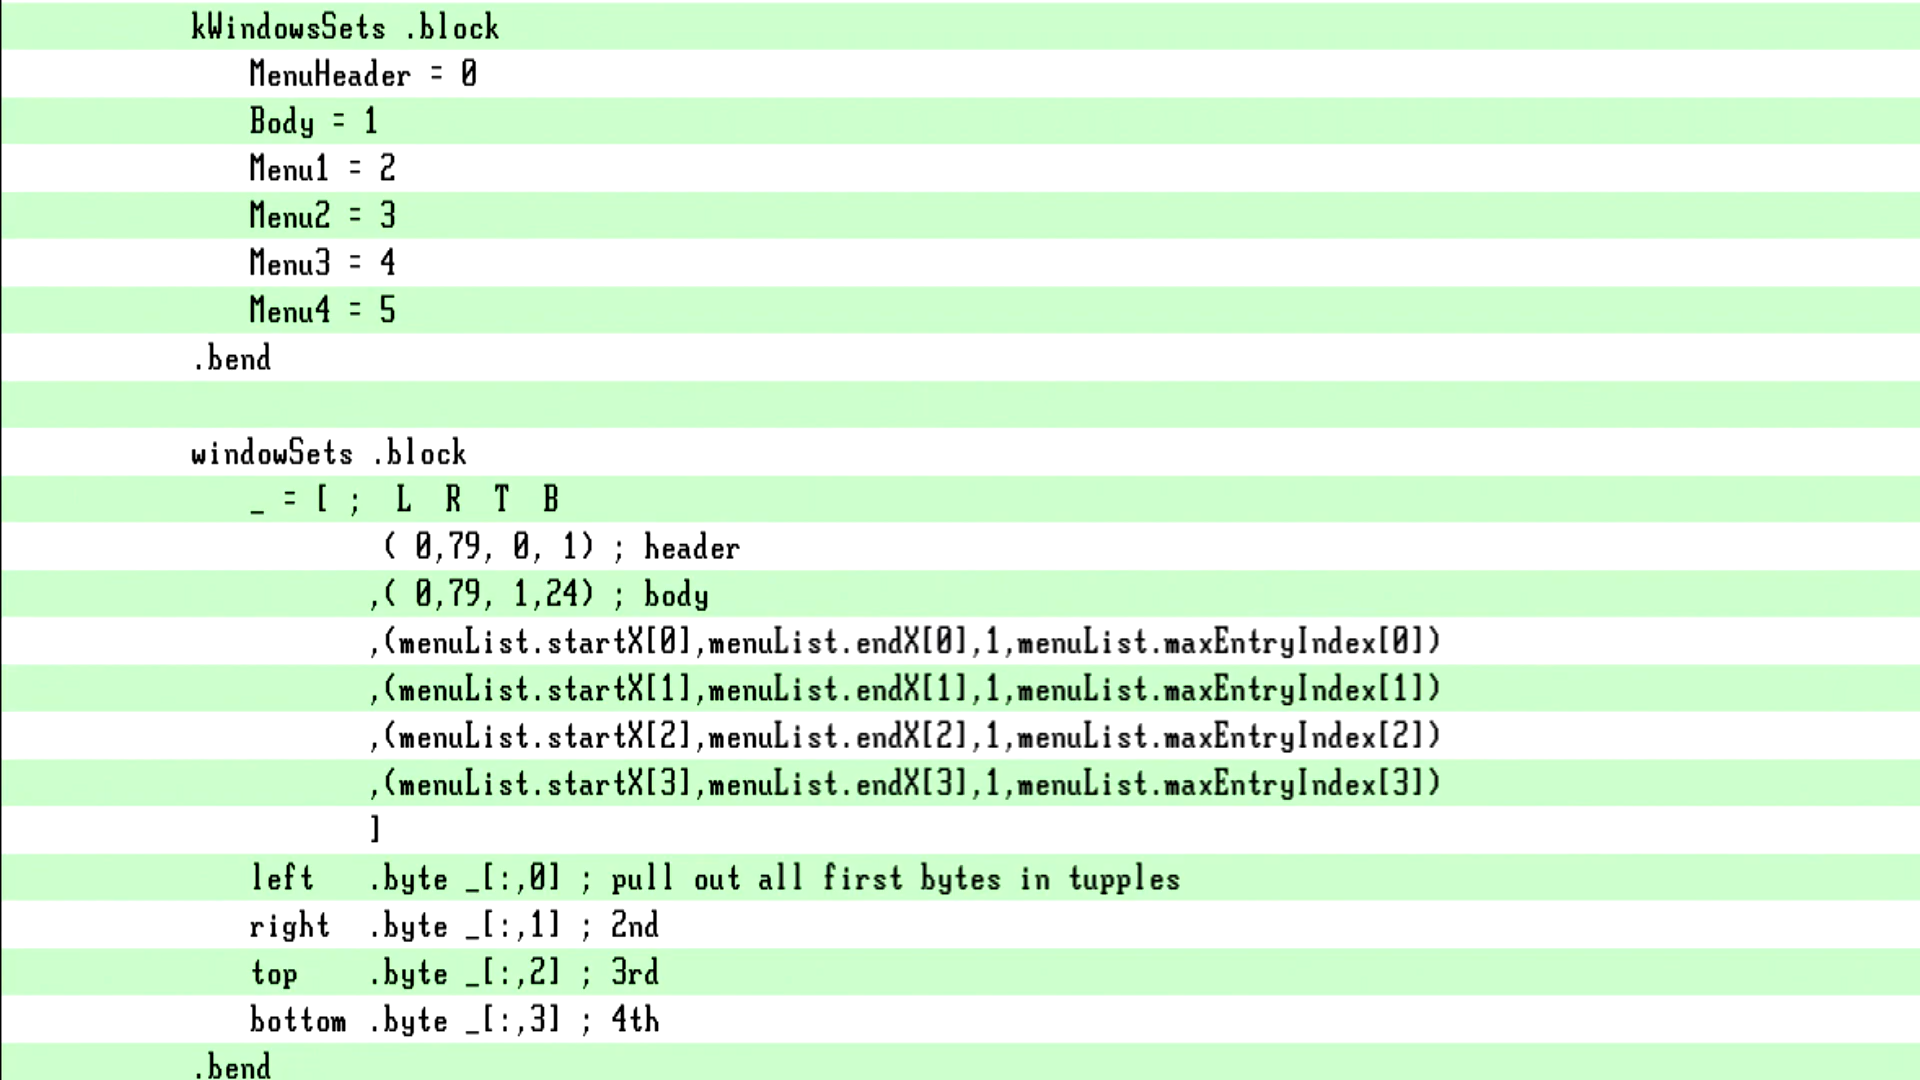 kWindowsSets .block
MenuHeader = 0
Body = 1
Menu1 = 2
Menu2 = 3
Menu3 = 4
Menu4 = 5
.bend
windowSets .block
_ = [ ;  L  R  T  B
( 0,79, 0, 1) ; header
,( 0,79, 1,24) ; body
,(menuList.startX[0],menuList.endX[0],1,menuList.maxEntryIndex[0])
,(menuList.startX[1],menuList.endX[1],1,menuList.maxEntryIndex[1])
,(menuList.startX[2],menuList.endX[2],1,menuList.maxEntryIndex[2])
,(menuList.startX[3],menuList.endX[3],1,menuList.maxEntryIndex[3])
]
left   .byte _[:,0] ; pull out all first bytes in tupples
right  .byte _[:,1] ; 2nd
top    .byte _[:,2] ; 3rd
bottom .byte _[:,3] ; 4th
.bend